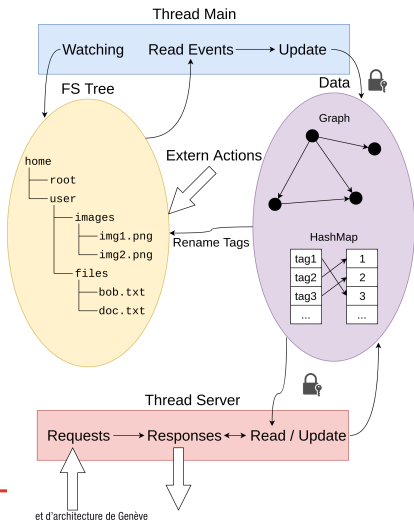 Thread Main
Watching Read Events Update
FS Tree
Data
home
root
user
images
img1.png
img2.png
files
bob.txt
doc.txt
Extern Actions
Rename Tags
Graph
HashMap
tag1 1
tag2 2
tag3 3
... ...
Thread Server
Requests Responses Read / Update
et d'architecture de Genève